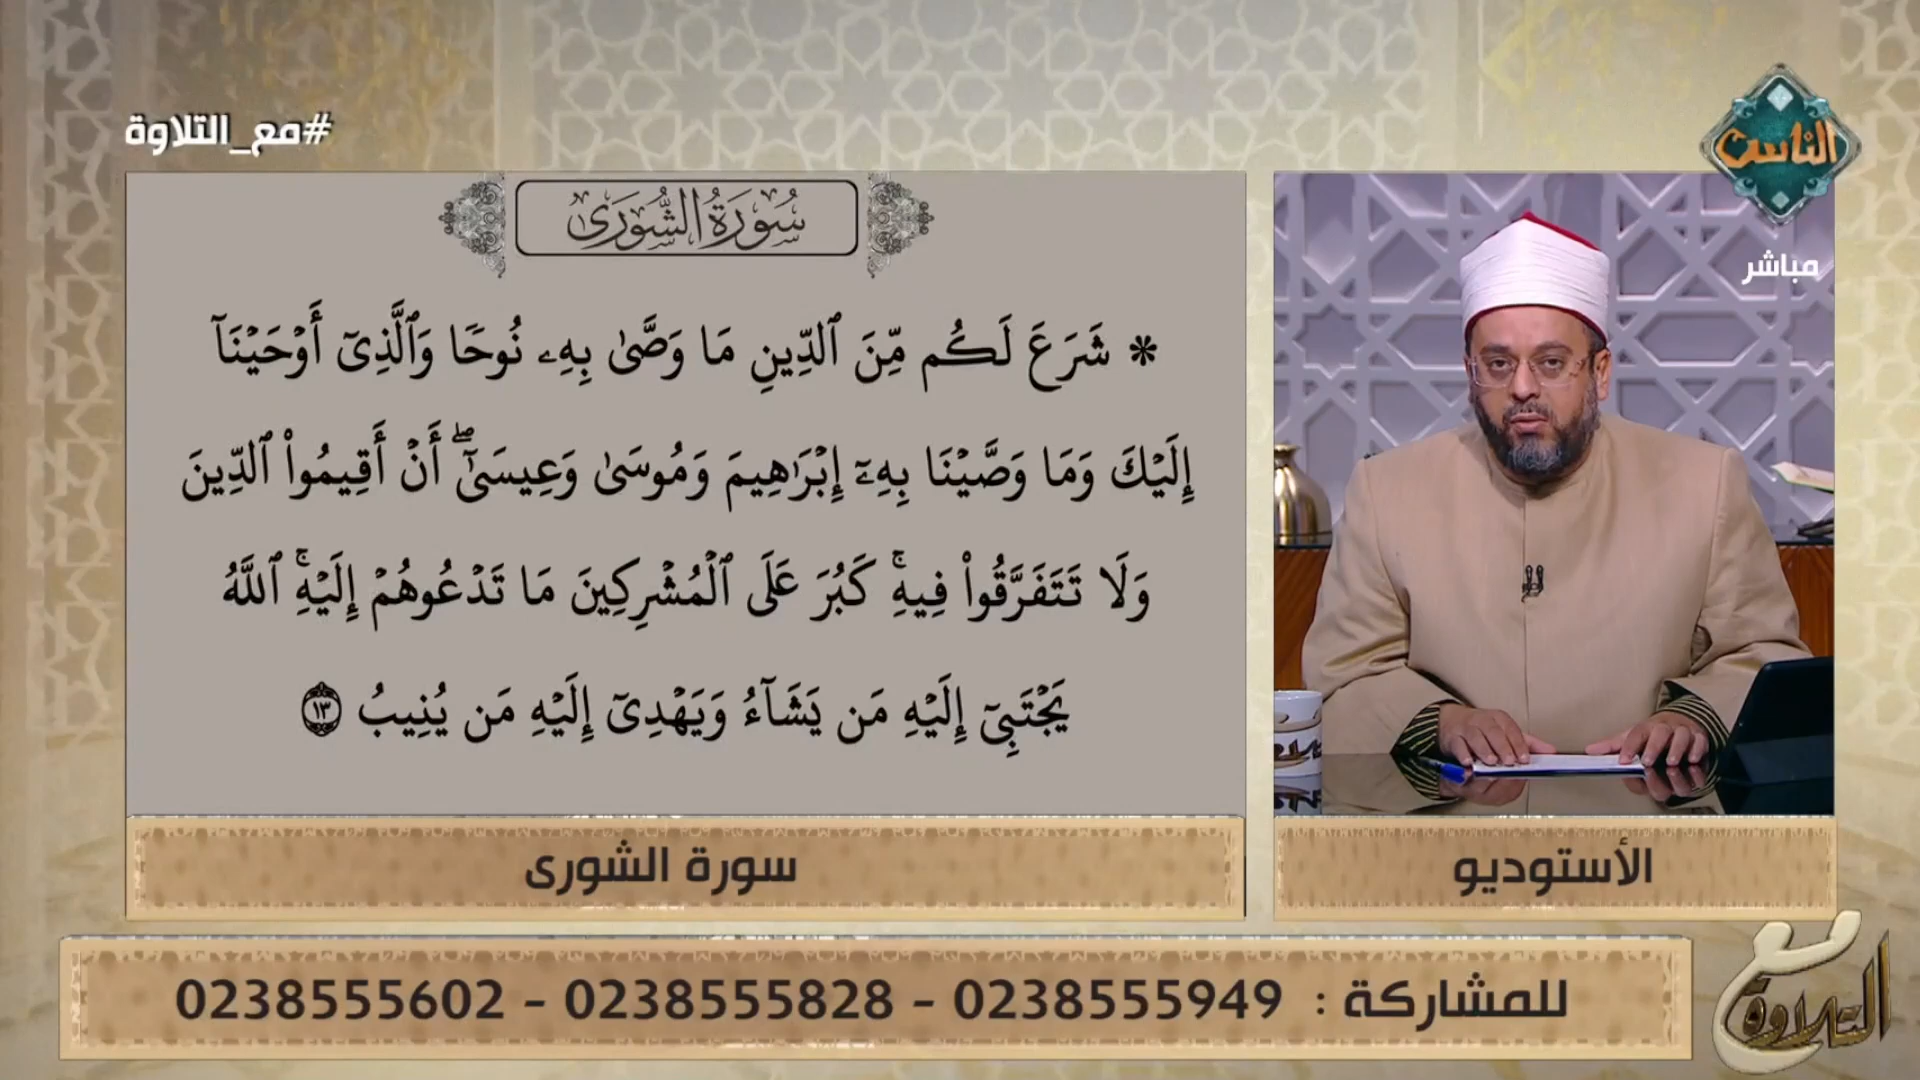 #مع_التلاوة
الناس
مباشر
سُورَةُ الشُّورَى
* شَرَعَ لَكُم مِّنَ ٱلدِّينِ مَا وَصَّىٰ بِهِۦ نُوحٗا وَٱلَّذِيٓ أَوۡحَيۡنَآ
إِلَيۡكَ وَمَا وَصَّيۡنَا بِهِۦٓ إِبۡرَٰهِيمَ وَمُوسَىٰ وَعِيسَىٰٓۖ أَنۡ أَقِيمُواْ ٱلدِّينَ
وَلَا تَتَفَرَّقُواْ فِيهِۚ كَبُرَ عَلَى ٱلۡمُشۡرِكِينَ مَا تَدۡعُوهُمۡ إِلَيۡهِۚ ٱللَّهُ
يَجۡتَبِيٓ إِلَيۡهِ مَن يَشَآءُ وَيَهۡدِيٓ إِلَيۡهِ مَن يُنِيبُ ١٣
سورة الشورى
الأستوديو
للمشاركة : 0238555949 - 0238555828 - 0238555602
مع التلاوة